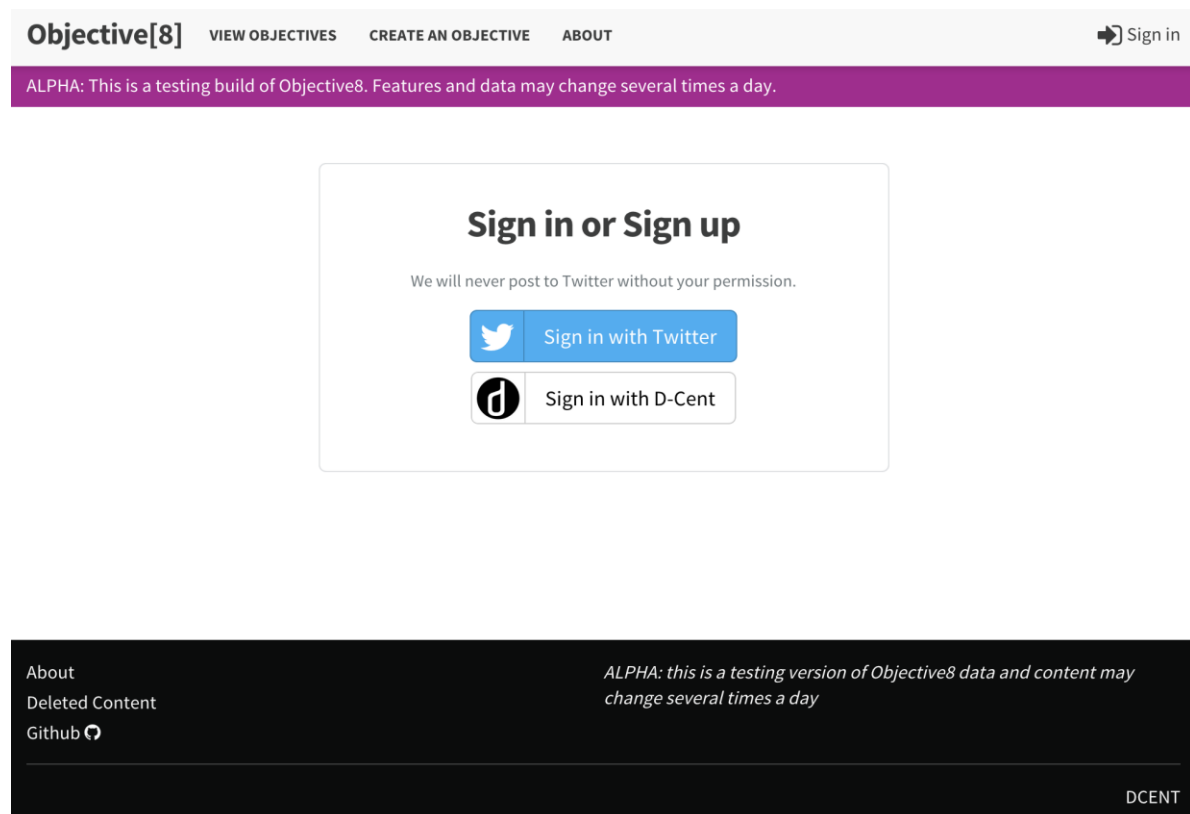 Objective[8] VIEW OBJECTIVES CREATE AN OBJECTIVE ABOUT Sign in
ALPHA: This is a testing build of Objective8. Features and data may change several times a day.
Sign in or Sign up
We will never post to Twitter without your permission.
Sign in with Twitter
d Sign in with D-Cent
About
Deleted Content
Github
ALPHA: this is a testing version of Objective8 data and content may
change several times a day
DCENT